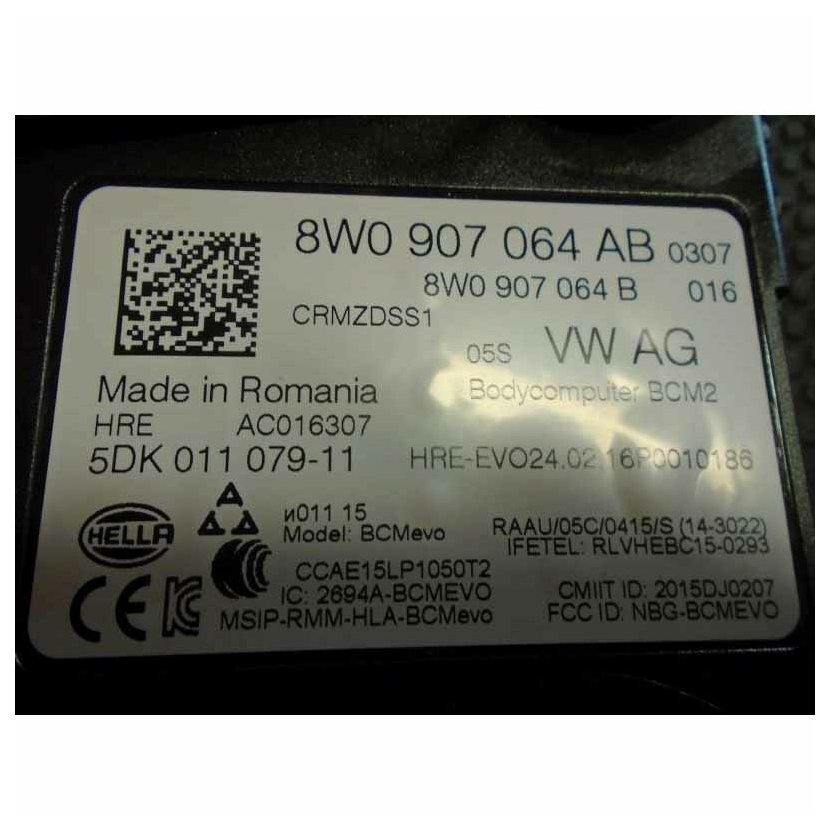 8W0 907 064 AB 0307
8W0 907 064 B 016
CRMZDSS1
05S VW AG
Made in Romania Bodycomputer BCM2
HRE AC016307
5DK 011 079-11 HRE-EVO24.02.16P0010186
HELLA
и011 15
Model: BCMevo
RAAU/05C/0415/S (14-3022)
IFETEL: RLVHEBC15-0293
CCAE15LP1050T2
IC: 2694A-BCMEVO
MSIP-RMM-HLA-BCMevo
CMIIT ID: 2015DJ0207
FCC ID: NBG-BCMEVO
CE